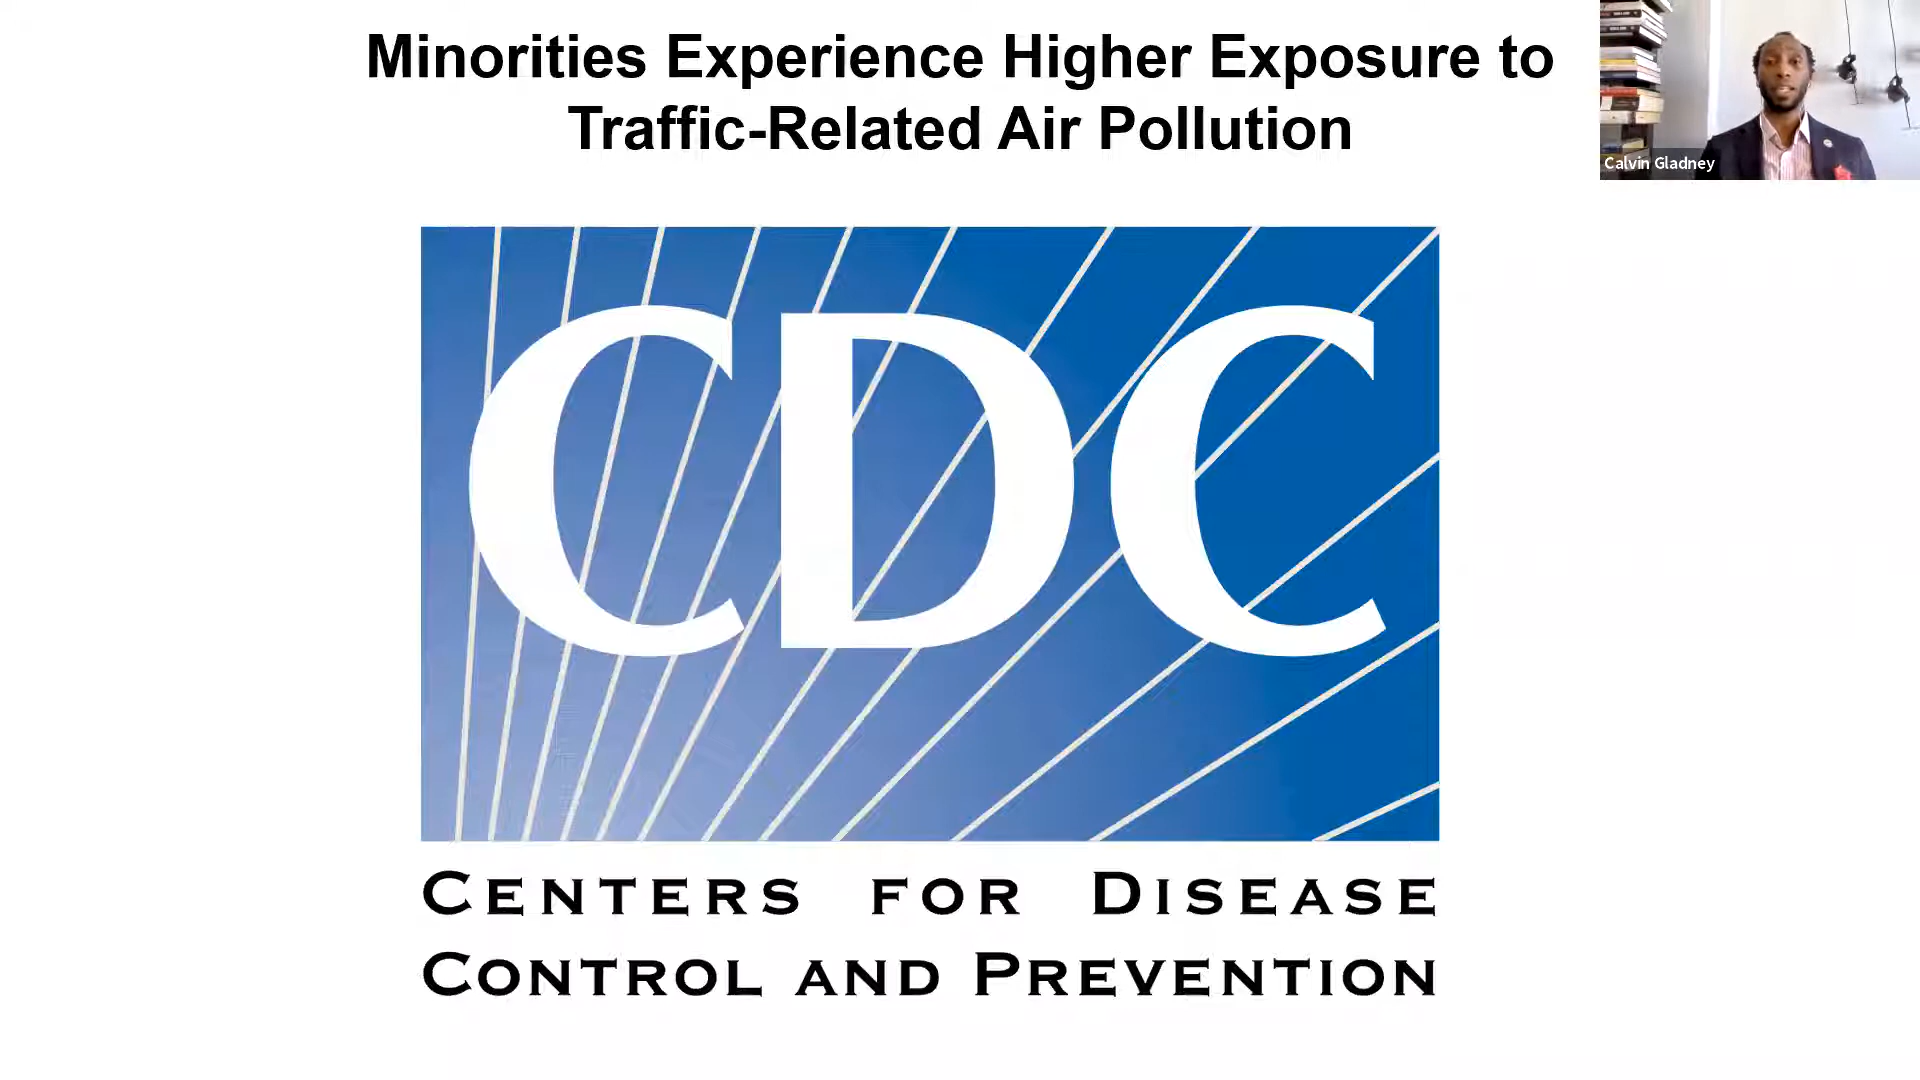 Minorities Experience Higher Exposure to
Traffic-Related Air Pollution
Calvin Gladney
CDC
CENTERS FOR DISEASE
CONTROL AND PREVENTION